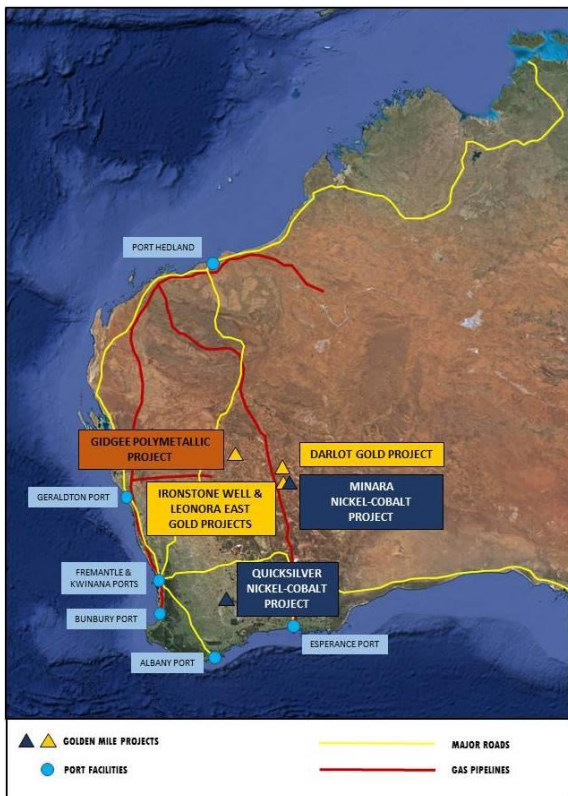 PORT HEDLAND
GIDGEE POLYMETALLIC
PROJECT
DARLOT GOLD PROJECT
GERALDTON PORT
IRONSTONE WELL &
LEONORA EAST
GOLD PROJECTS
MINARA
NICKEL-COBALT
PROJECT
FREMANTLE &
KWINANA PORTS
QUICKSILVER
NICKEL-COBALT
PROJECT
BUNBURY PORT
ESPERANCE PORT
ALBANY PORT
GOLDEN MILE PROJECTS
MAJOR ROADS
PORT FACILITIES
GAS PIPELINES